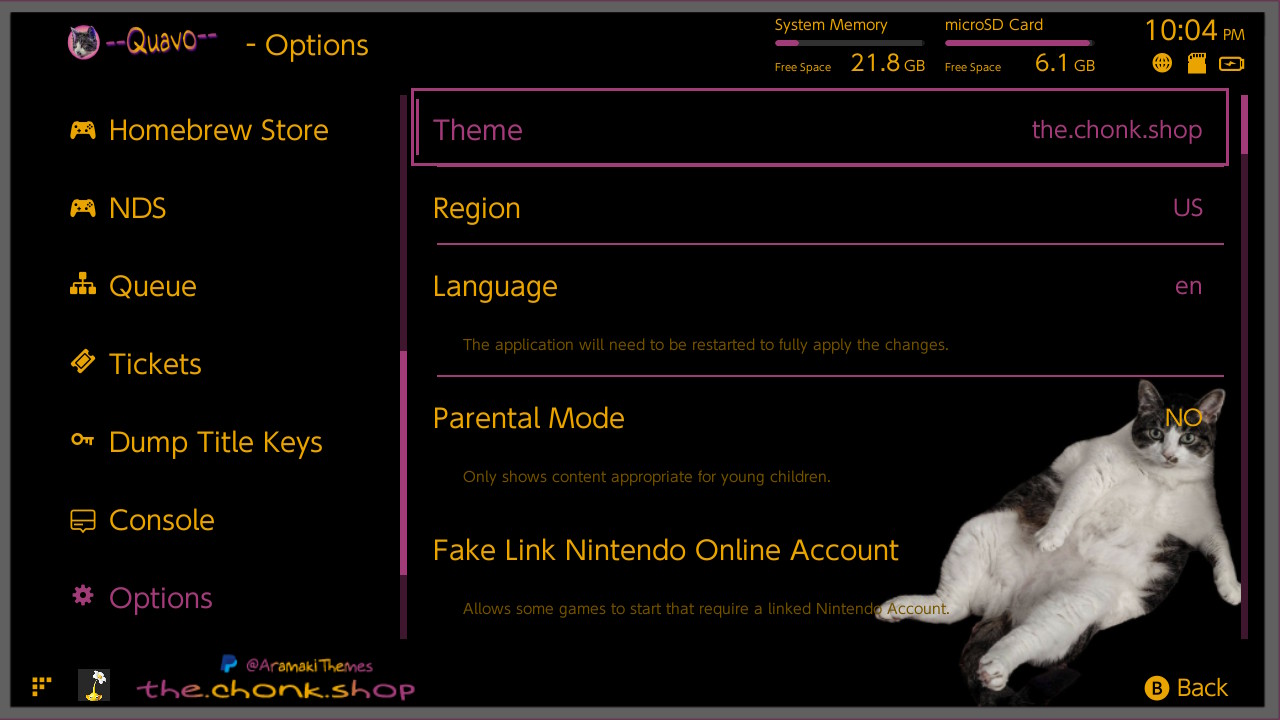 --Quavo--
- Options
System Memory
Free Space 21.8 GB
microSD Card
Free Space 6.1 GB
10:04 PM
Homebrew Store
NDS
Queue
Tickets
Dump Title Keys
Console
Options
Theme the.chonk.shop
Region US
Language en
The application will need to be restarted to fully apply the changes.
Parental Mode NO
Only shows content appropriate for young children.
Fake Link Nintendo Online Account
Allows some games to start that require a linked Nintendo Account.
@AramakiThemes
the.chonk.shop
B Back